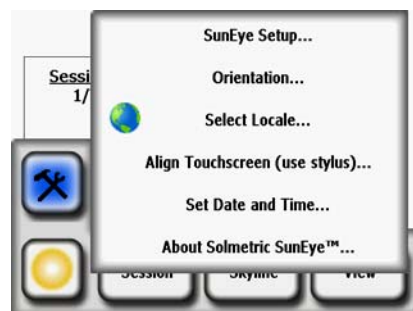 SunEye Setup...
Sessi
Orientation...
1/
Select Locale...
Align Touchscreen (use stylus)...
Set Date and Time...
About Solmetric SunEye™...
Session
Skyline
View